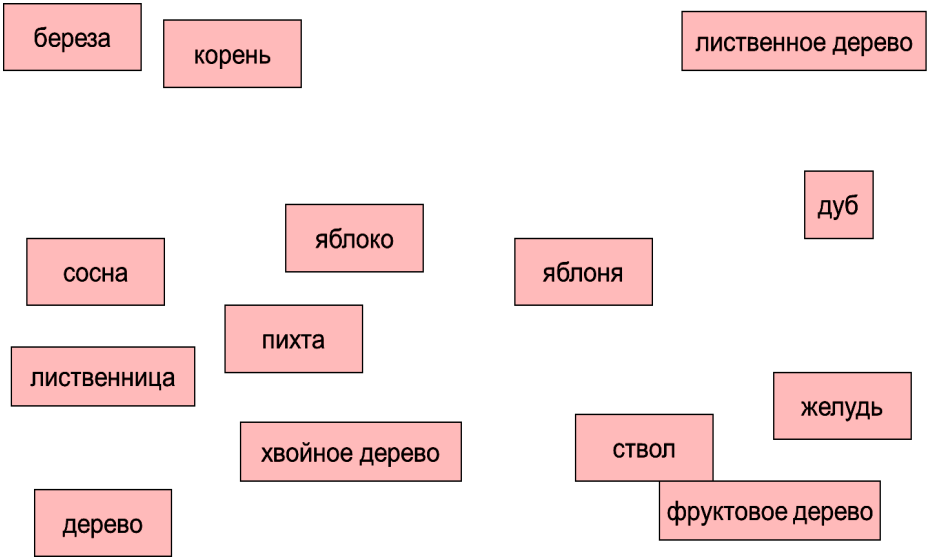 береза
корень
лиственное дерево
дуб
яблоко
сосна
яблоня
пихта
лиственница
желудь
хвойное дерево
ствол
фруктовое дерево
дерево